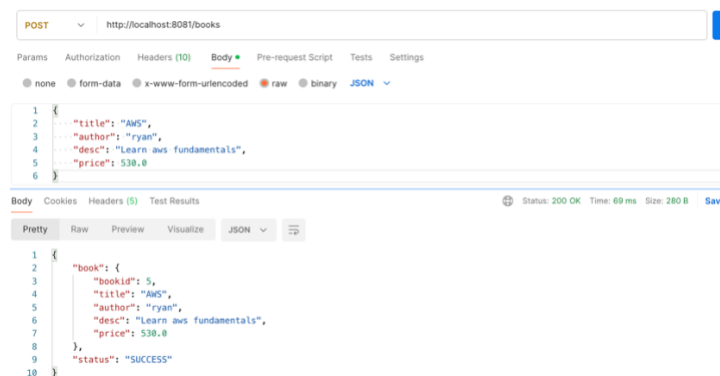 POST http://localhost:8081/books
Params Authorization Headers (10) Body Pre-request Script Tests Settings
none form-data x-www-form-urlencoded raw binary JSON
1 {
2 "title": "AWS",
3 "author": "ryan",
4 "desc": "Learn aws fundamentals",
5 "price": 530.0
6 }
Body Cookies Headers (5) Test Results Status: 200 OK Time: 69 ms Size: 280 B
Pretty Raw Preview Visualize JSON
1 {
2 "book": {
3 "bookid": 5,
4 "title": "AWS",
5 "author": "ryan",
6 "desc": "Learn aws fundamentals",
7 "price": 530.0
8 },
9 "status": "SUCCESS"
10 }